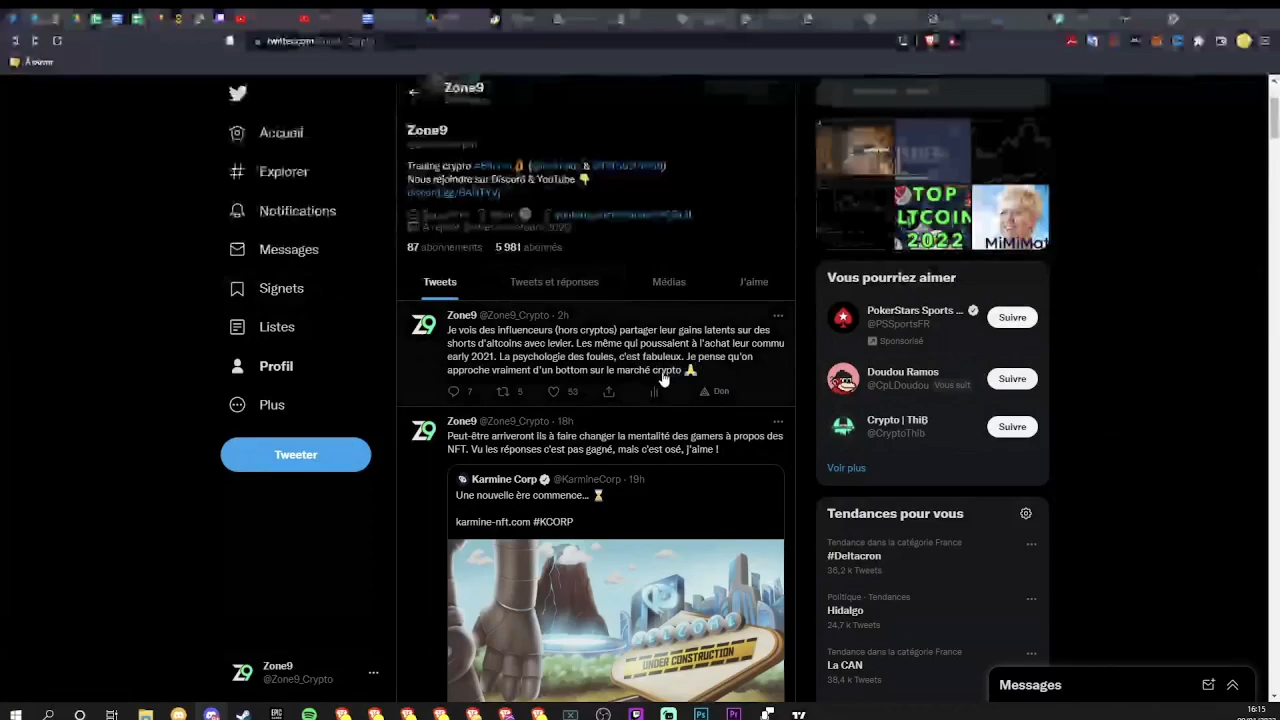 twitter.com
Accueil
Explorer
Notifications
Messages
Signets
Listes
Profil
Plus
Tweeter
Zone9
@Zone9_Crypto
Zone9
Zone9
Trading crypto
Nous rejoindre sur Discord & YouTube 👇
87 abonnements 5 981 abonnés
Tweets Tweets et réponses Médias J'aime
Zone9 @Zone9_Crypto · 2h
Je vois des influenceurs (hors cryptos) partager leur gains latents sur des
shorts d'altcoins avec levier. Les même qui poussaient à l'achat leur commu
early 2021. La psychologie des foules, c'est fabuleux. Je pense qu'on
approche vraiment d'un bottom sur le marché crypto 🙏
7 5 53 Don
Zone9 @Zone9_Crypto · 18h
Peut-être arriveront ils à faire changer la mentalité des gamers à propos des
NFT. Vu les réponses c'est pas gagné, mais c'est osé, j'aime !
Karmine Corp @KarmineCorp · 19h
Une nouvelle ère commence... ⏳
karmine-nft.com #KCORP
WELCOME
UNDER CONSTRUCTION
TOP
LTCOIN
2022
MiMiMat
Vous pourriez aimer
PokerStars Sports ...
@PSSportsFR
Sponsorisé
Suivre
Doudou Ramos
@CpLDoudou Vous suit
Suivre
Crypto | ThiB
@CryptoThib
Suivre
Voir plus
Tendances pour vous
Tendance dans la catégorie France
#Deltacron
36,2 k Tweets
Politique · Tendances
Hidalgo
24,7 k Tweets
Tendance dans la catégorie France
La CAN
38,4 k Tweets
Messages
16:15